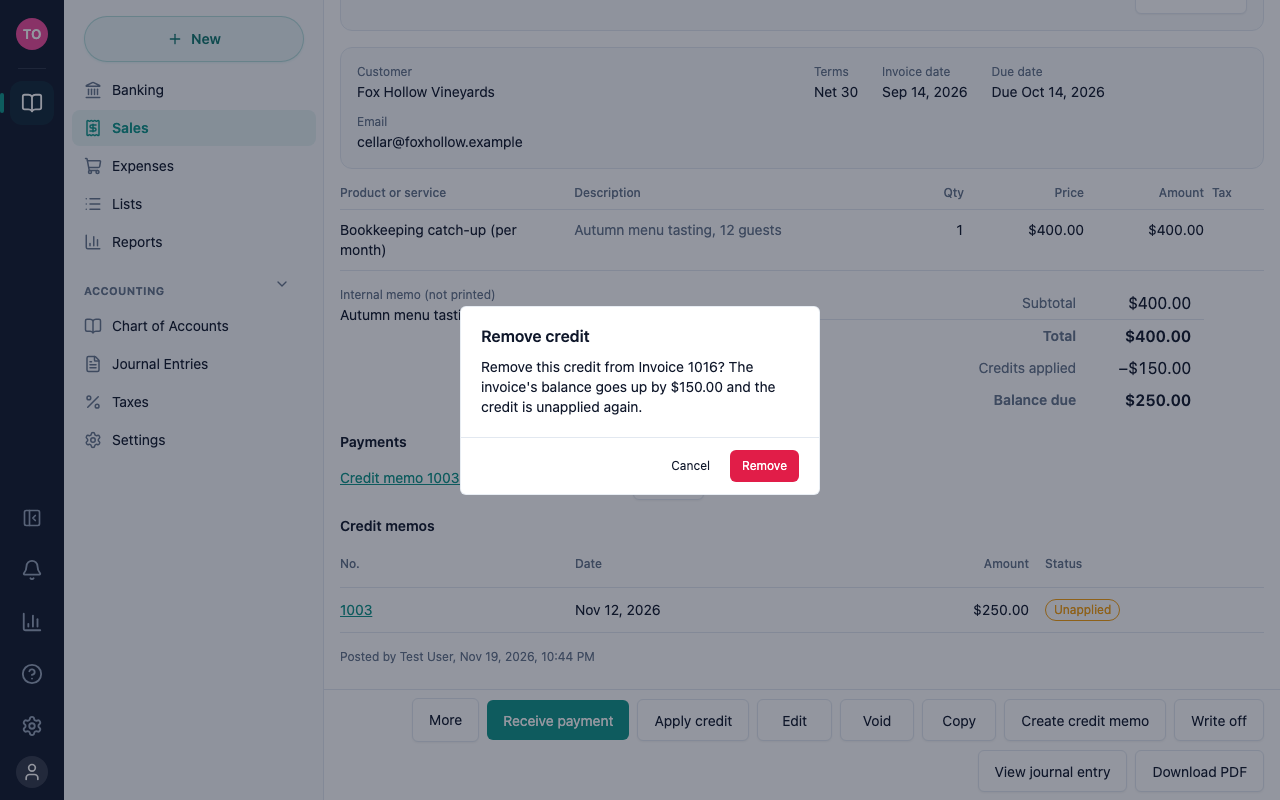 TO
New
Banking
Sales
Expenses
Lists
Reports
ACCOUNTING
Chart of Accounts
Journal Entries
Taxes
Settings
Customer
Fox Hollow Vineyards
Terms
Net 30
Invoice date
Sep 14, 2026
Due date
Due Oct 14, 2026
Email
cellar@foxhollow.example
Product or service Description Qty Price Amount Tax
Bookkeeping catch-up (per month) Autumn menu tasting, 12 guests 1 $400.00 $400.00
Internal memo (not printed)
Autumn menu
Subtotal $400.00
Total $400.00
Credits applied –$150.00
Balance due $250.00
Remove credit
Remove this credit from Invoice 1016? The
invoice's balance goes up by $150.00 and the
credit is unapplied again.
Cancel
Remove
Payments
Credit memo 1003
Credit memos
No. Date Amount Status
1003 Nov 12, 2026 $250.00 Unapplied
Posted by Test User, Nov 19, 2026, 10:44 PM
More
Receive payment
Apply credit
Edit
Void
Copy
Create credit memo
Write off
View journal entry
Download PDF